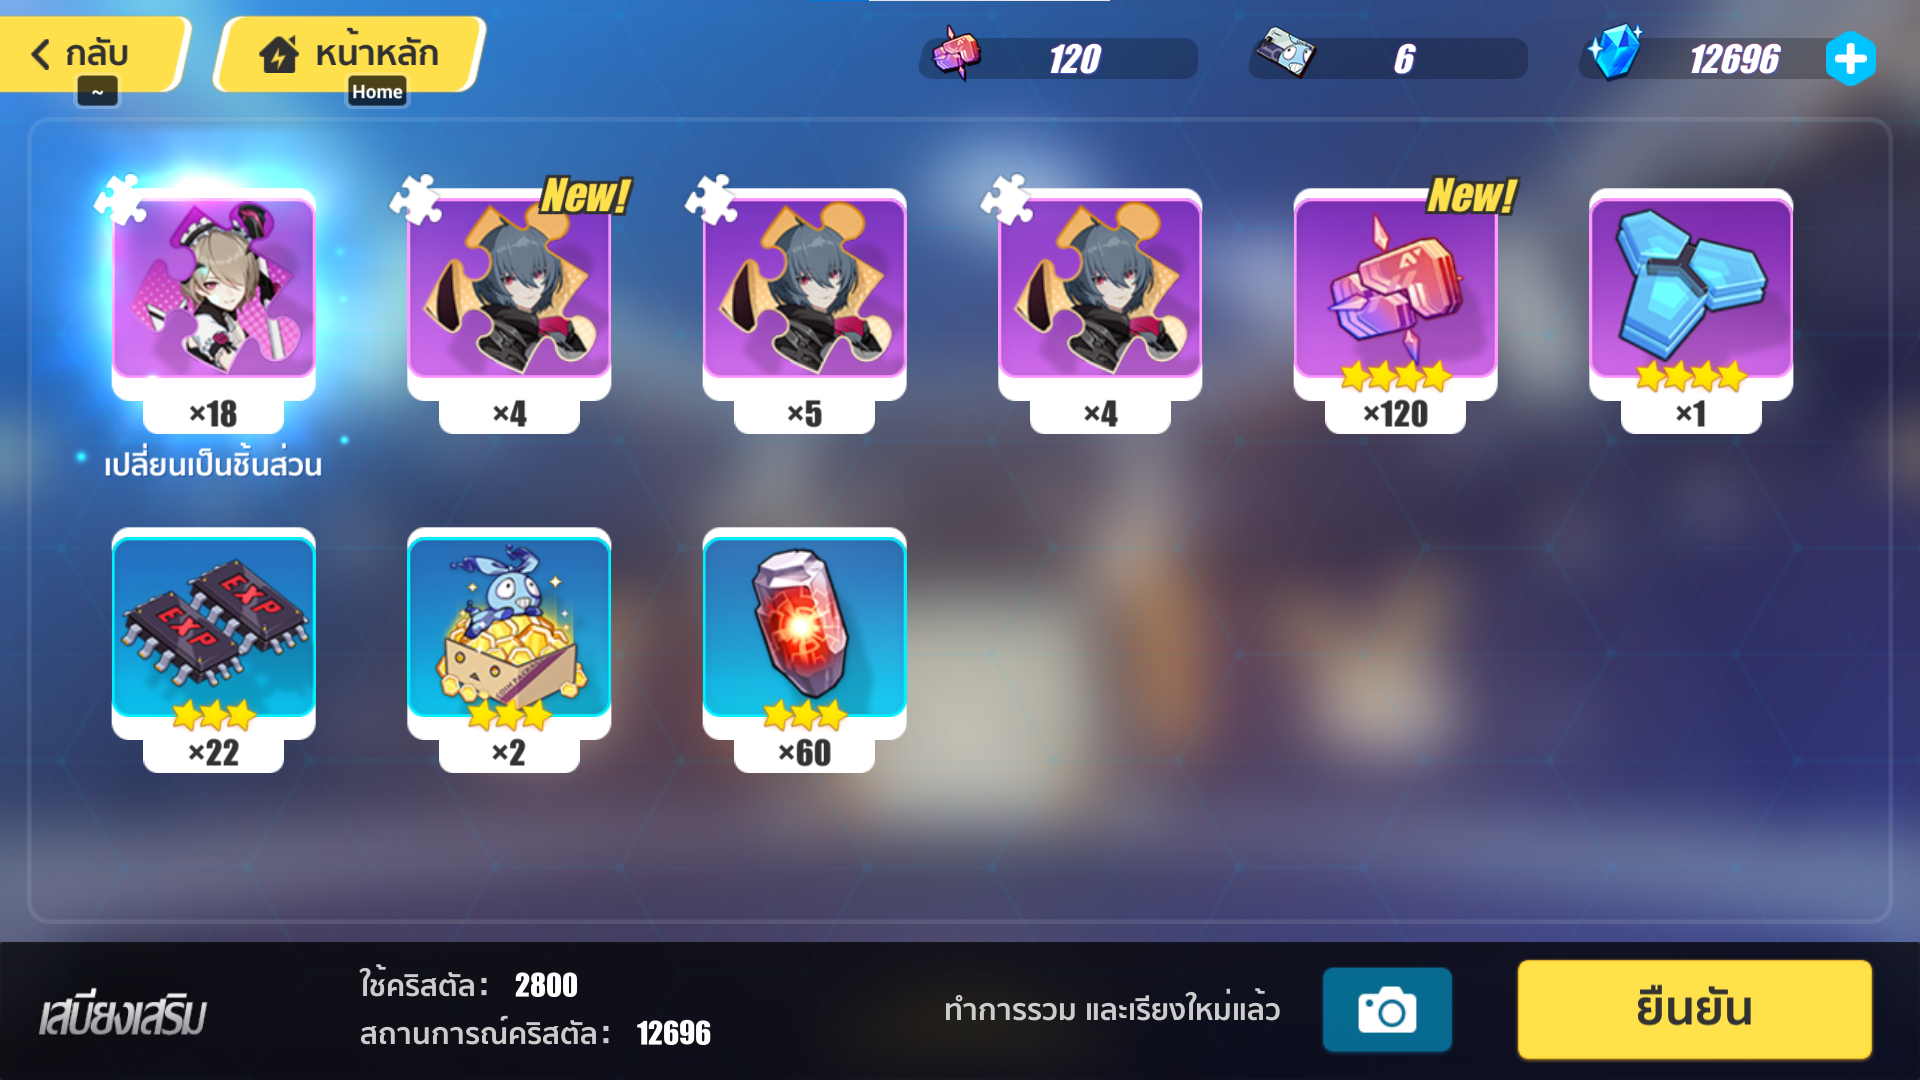 กลับ
~
หน้าหลัก
Home
120
6
12696
New!
New!
×18
×4
×5
×4
×120
×1
เปลี่ยนเป็นชิ้นส่วน
EXP
EXP
COIN PACKAGE
×22
×2
×60
เสบียงเสริม
ใช้คริสตัล: 2800
สถานการณ์คริสตัล: 12696
ทำการรวม และเรียงใหม่แล้ว
ยืนยัน